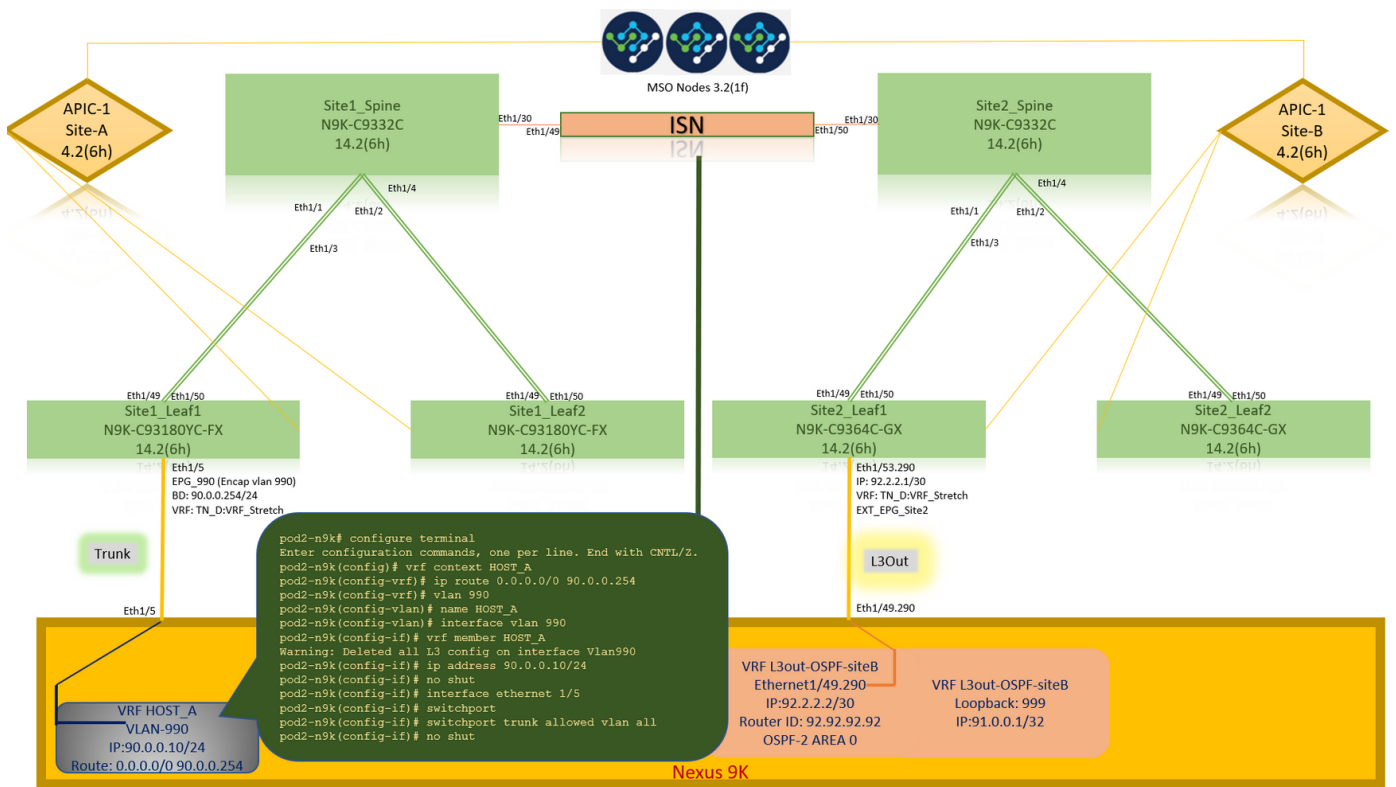 MSO Nodes 3.2(1f)
APIC-1
Site-A
4.2(6h)
Site1_Spine
N9K-C9332C
14.2(6h)
Eth1/30
Eth1/49
ISN
Eth1/30
Eth1/50
Site2_Spine
N9K-C9332C
14.2(6h)
APIC-1
Site-B
4.2(6h)
Eth1/4
Eth1/1
Eth1/2
Eth1/3
Eth1/4
Eth1/1
Eth1/2
Eth1/3
Eth1/49
Eth1/50
Site1_Leaf1
N9K-C93180YC-FX
14.2(6h)
Eth1/49
Eth1/50
Site1_Leaf2
N9K-C93180YC-FX
14.2(6h)
Eth1/49
Eth1/50
Site2_Leaf1
N9K-C9364C-GX
14.2(6h)
Eth1/49
Eth1/50
Site2_Leaf2
N9K-C9364C-GX
14.2(6h)
Eth1/5
EPG_990 (Encap vlan 990)
BD: 90.0.0.254/24
VRF: TN_D:VRF_Stretch
Eth1/53.290
IP: 92.2.2.1/30
VRF: TN_D:VRF_Stretch
EXT_EPG_Site2
Trunk
L3Out
Eth1/5
Eth1/49.290
pod2-n9k# configure terminal
Enter configuration commands, one per line. End with CNTL/Z.
pod2-n9k(config)# vrf context HOST_A
pod2-n9k(config-vrf)# ip route 0.0.0.0/0 90.0.0.254
pod2-n9k(config-vrf)# vlan 990
pod2-n9k(config-vlan)# name HOST_A
pod2-n9k(config-vlan)# interface vlan 990
pod2-n9k(config-if)# vrf member HOST_A
Warning: Deleted all L3 config on interface Vlan990
pod2-n9k(config-if)# ip address 90.0.0.10/24
pod2-n9k(config-if)# no shut
pod2-n9k(config-if)# interface ethernet 1/5
pod2-n9k(config-if)# switchport
pod2-n9k(config-if)# switchport trunk allowed vlan all
pod2-n9k(config-if)# no shut
VRF HOST_A
VLAN-990
IP:90.0.0.10/24
Route: 0.0.0.0/0 90.0.0.254
VRF L3out-OSPF-siteB
Ethernet1/49.290
IP:92.2.2.2/30
Router ID: 92.92.92.92
OSPF-2 AREA 0
VRF L3out-OSPF-siteB
Loopback: 999
IP:91.0.0.1/32
Nexus 9K